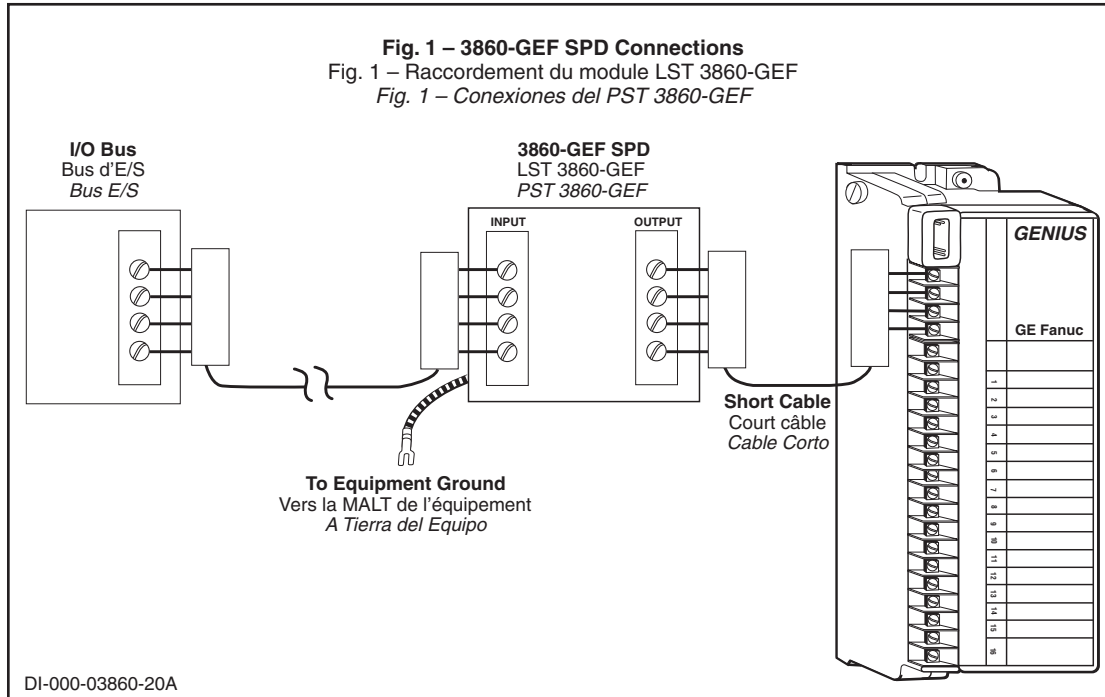 Fig. 1 – 3860-GEF SPD Connections
Fig. 1 – Raccordement du module LST 3860-GEF
Fig. 1 – Conexiones del PST 3860-GEF
I/O Bus
Bus d'E/S
Bus E/S
3860-GEF SPD
LST 3860-GEF
PST 3860-GEF
INPUT
OUTPUT
GENIUS
GE Fanuc
1
2
3
4
5
6
7
8
9
10
11
12
13
14
15
16
Short Cable
Court câble
Cable Corto
To Equipment Ground
Vers la MALT de l'équipement
A Tierra del Equipo
DI-000-03860-20A